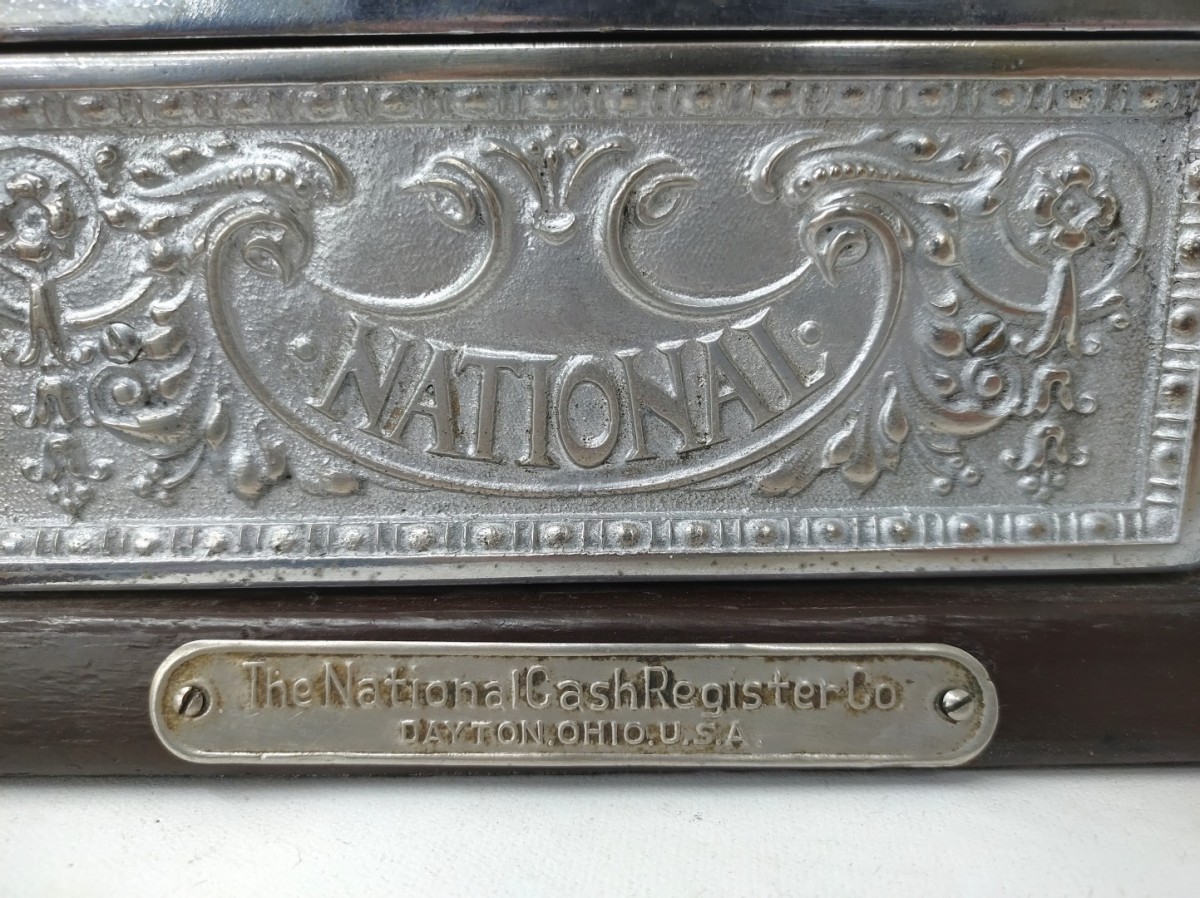 NATIONAL
The National Cash Register Co
DAYTON, OHIO, U.S.A.